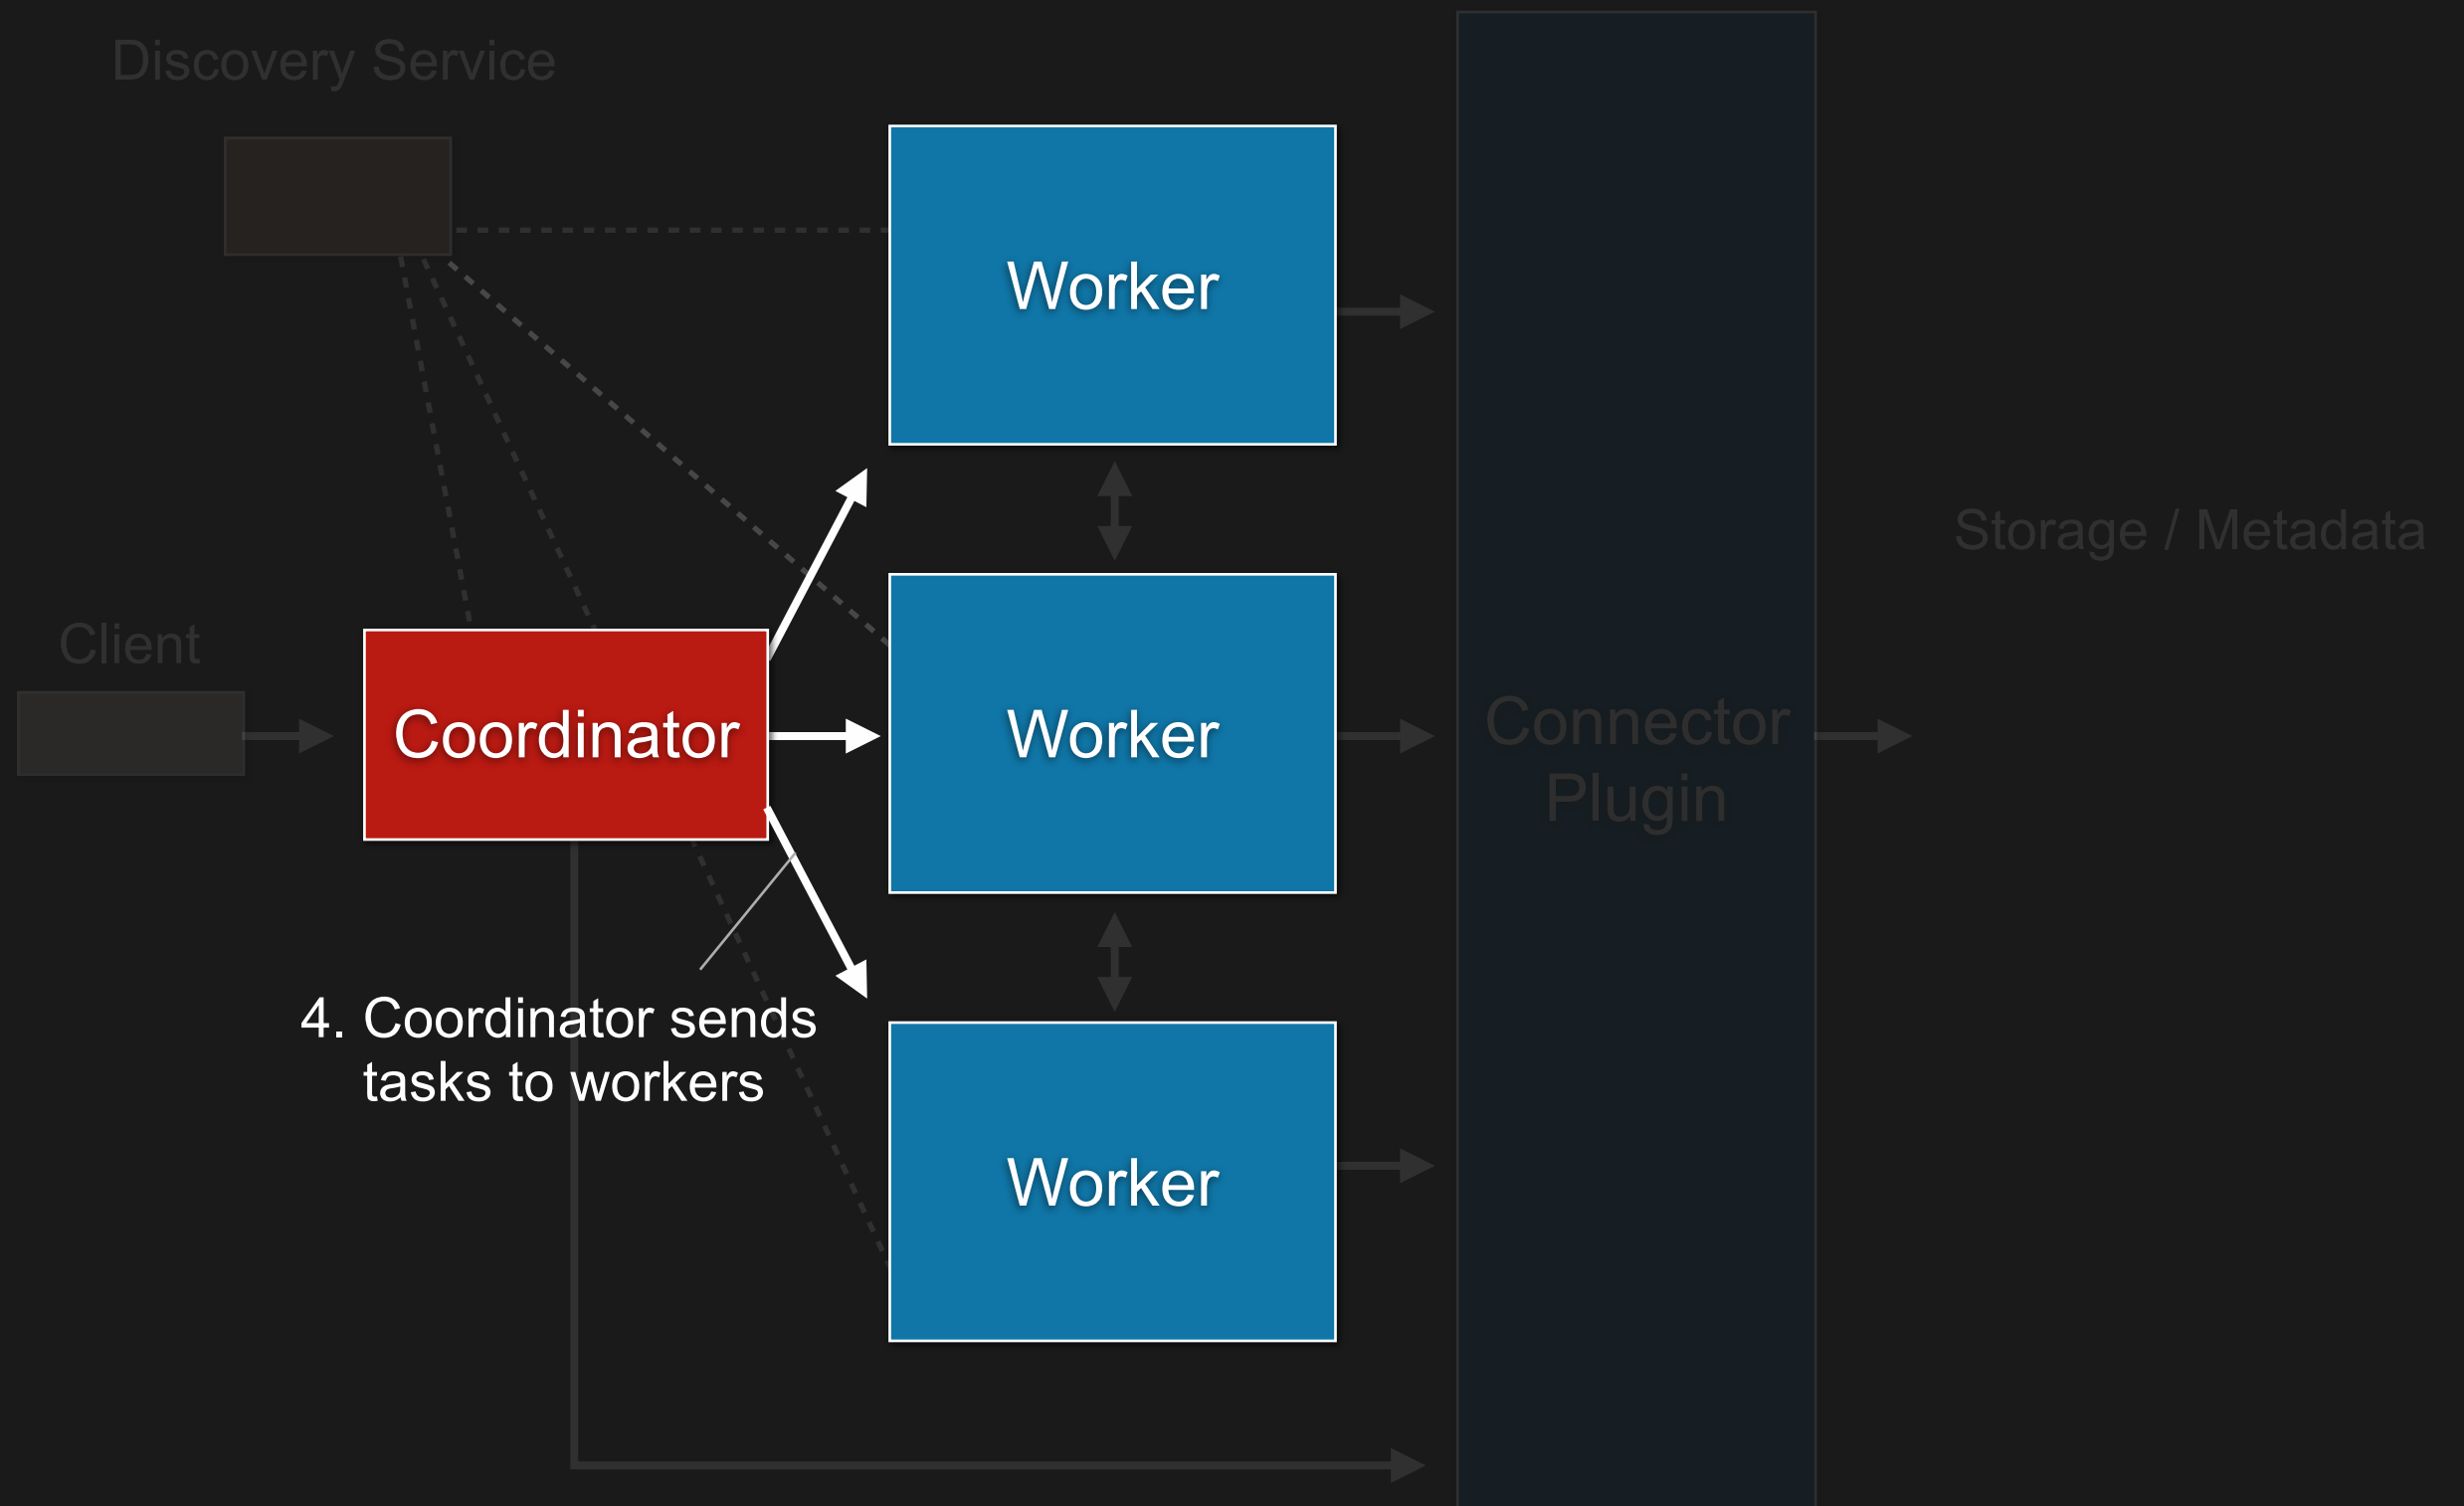 Discovery Service
Worker
Storage / Metadata
Client
Coordinator
Worker
Connector
Plugin
4. Coordinator sends
tasks to workers
Worker